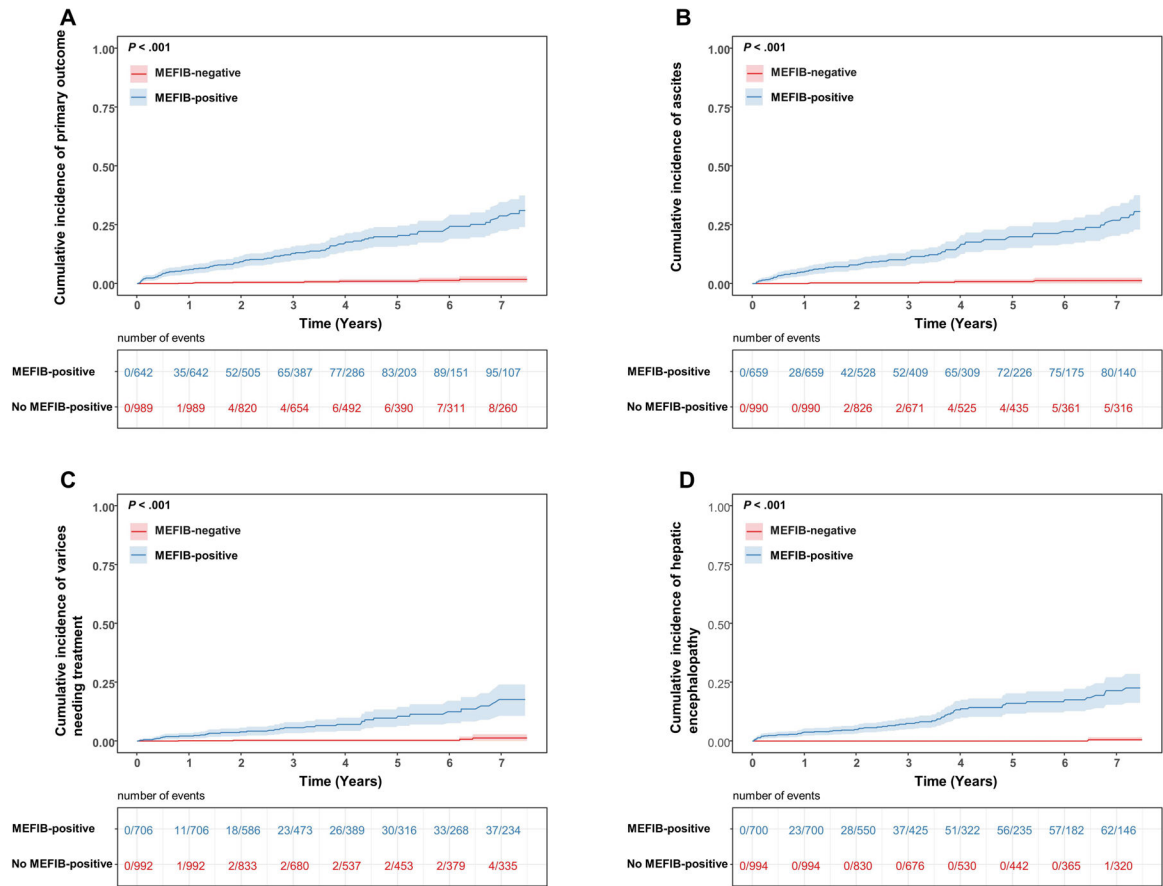 A
Cumulative incidence of primary outcome
P < .001
MEFIB-negative
MEFIB-positive
1.00
0.75
0.50
0.25
0.00
0 1 2 3 4 5 6 7
Time (Years)
number of events
MEFIB-positive 0/642 35/642 52/505 65/387 77/286 83/203 89/151 95/107
No MEFIB-positive 0/989 1/989 4/820 4/654 6/492 6/390 7/311 8/260
B
Cumulative incidence of ascites
P < .001
MEFIB-negative
MEFIB-positive
1.00
0.75
0.50
0.25
0.00
0 1 2 3 4 5 6 7
Time (Years)
number of events
MEFIB-positive 0/659 28/659 42/528 52/409 65/309 72/226 75/175 80/140
No MEFIB-positive 0/990 0/990 2/826 2/671 4/525 4/435 5/361 5/316
C
Cumulative incidence of varices
needing treatment
P < .001
MEFIB-negative
MEFIB-positive
1.00
0.75
0.50
0.25
0.00
0 1 2 3 4 5 6 7
Time (Years)
number of events
MEFIB-positive 0/706 11/706 18/586 23/473 26/389 30/316 33/268 37/234
No MEFIB-positive 0/992 1/992 2/833 2/680 2/537 2/453 2/379 4/335
D
Cumulative incidence of hepatic
encephalopathy
P < .001
MEFIB-negative
MEFIB-positive
1.00
0.75
0.50
0.25
0.00
0 1 2 3 4 5 6 7
Time (Years)
number of events
MEFIB-positive 0/700 23/700 28/550 37/425 51/322 56/235 57/182 62/146
No MEFIB-positive 0/994 0/994 0/830 0/676 0/530 0/442 0/365 1/320